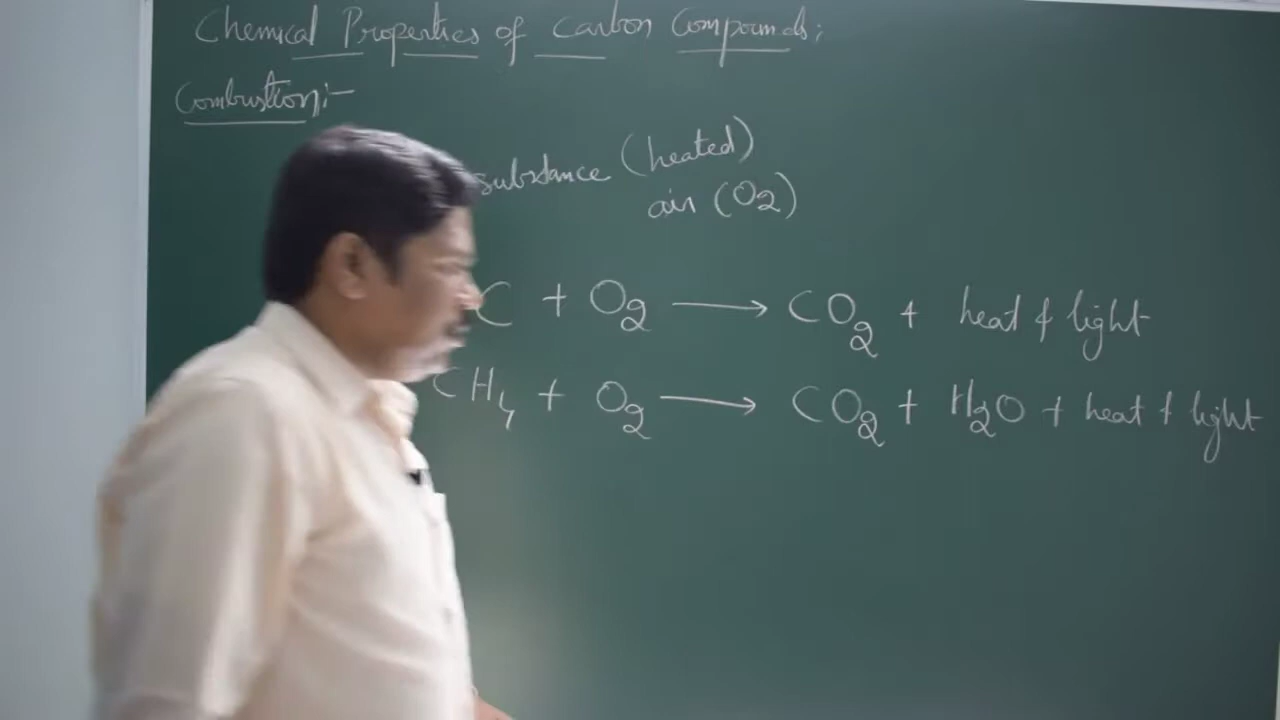 Chemical Properties of Carbon Compounds:
Combustion:-
substance (heated)
air (O2)
C + O2 → CO2 + heat & light
CH4 + O2 → CO2 + H2O + heat & light